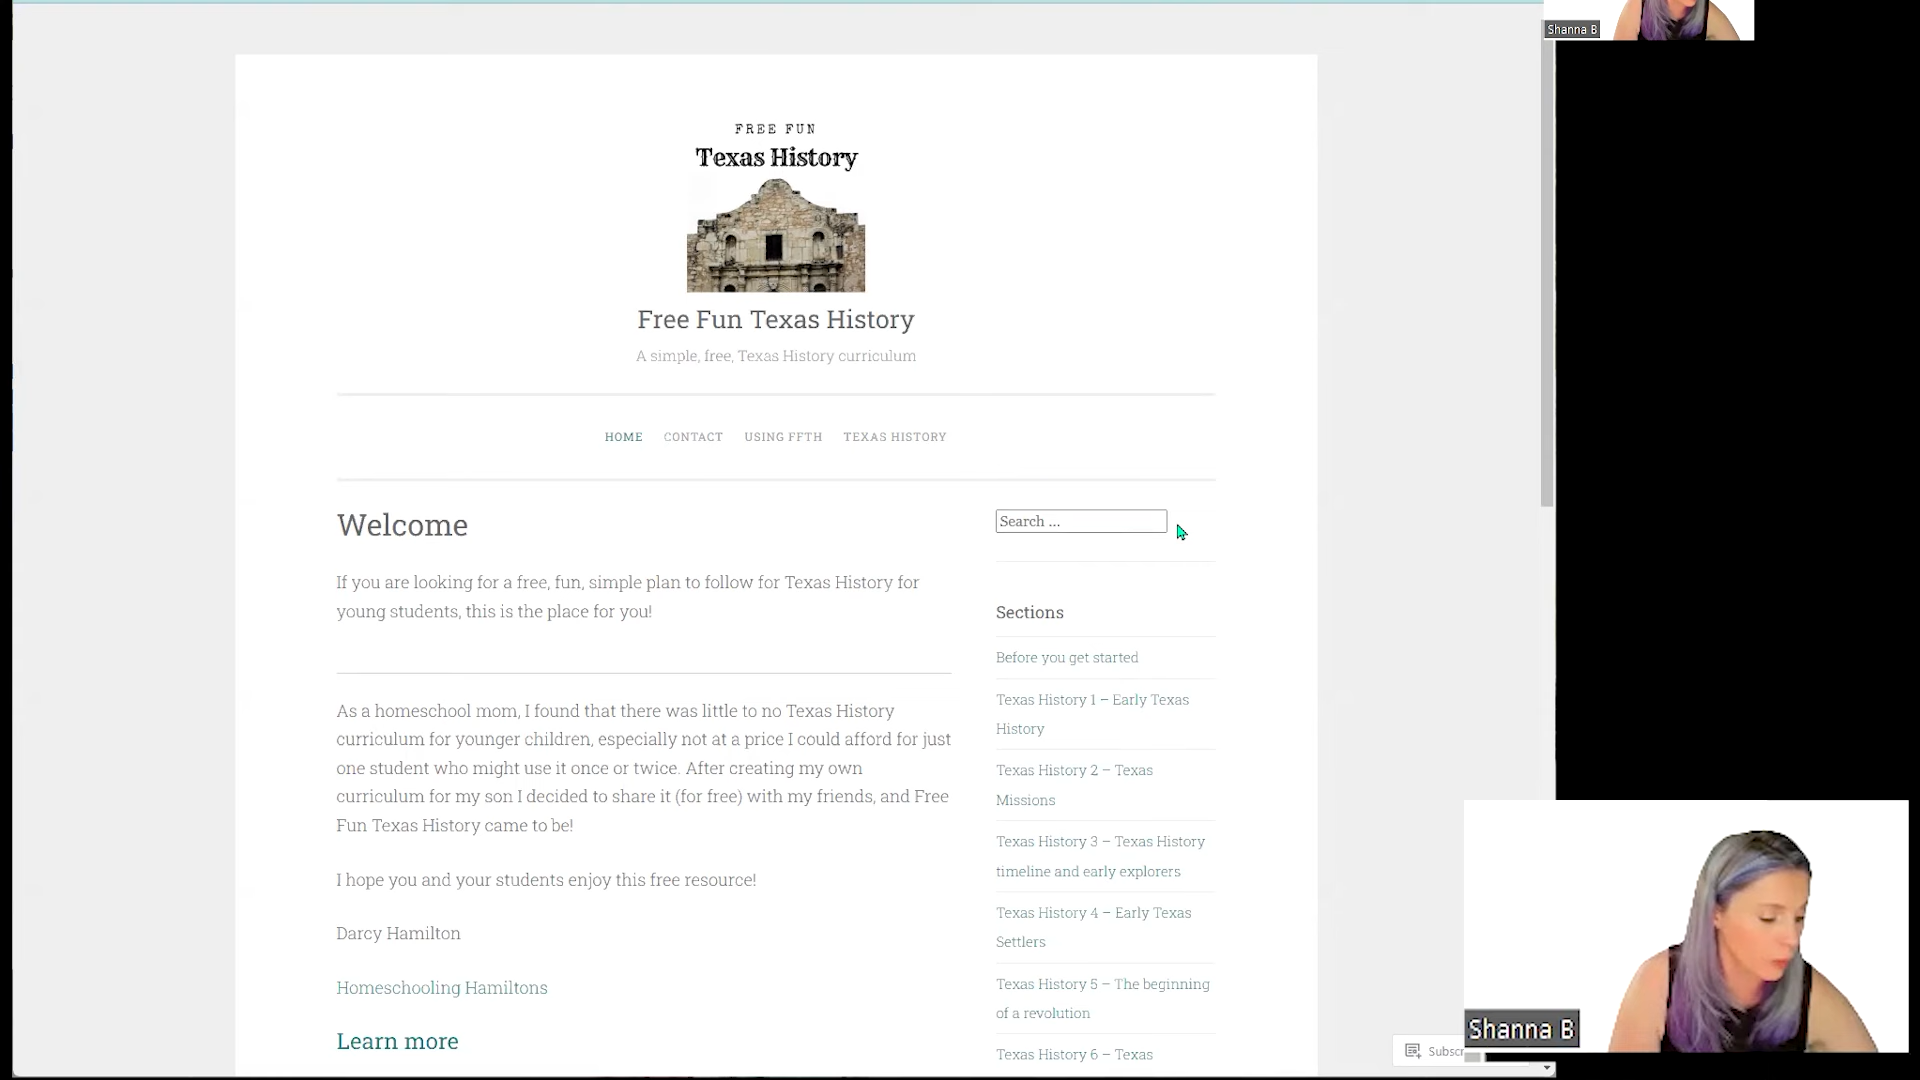 Shanna B
FREE FUN
Texas History
Free Fun Texas History
A simple, free, Texas History curriculum
HOME CONTACT USING FFTH TEXAS HISTORY
Welcome
If you are looking for a free, fun, simple plan to follow for Texas History for
young students, this is the place for you!
As a homeschool mom, I found that there was little to no Texas History
curriculum for younger children, especially not at a price I could afford for just
one student who might use it once or twice. After creating my own
curriculum for my son I decided to share it (for free) with my friends, and Free
Fun Texas History came to be!
I hope you and your students enjoy this free resource!
Darcy Hamilton
Homeschooling Hamiltons
Learn more
Search ...
Sections
Before you get started
Texas History 1 – Early Texas
History
Texas History 2 – Texas
Missions
Texas History 3 – Texas History
timeline and early explorers
Texas History 4 – Early Texas
Settlers
Texas History 5 – The beginning
of a revolution
Texas History 6 – Texas
Shanna B